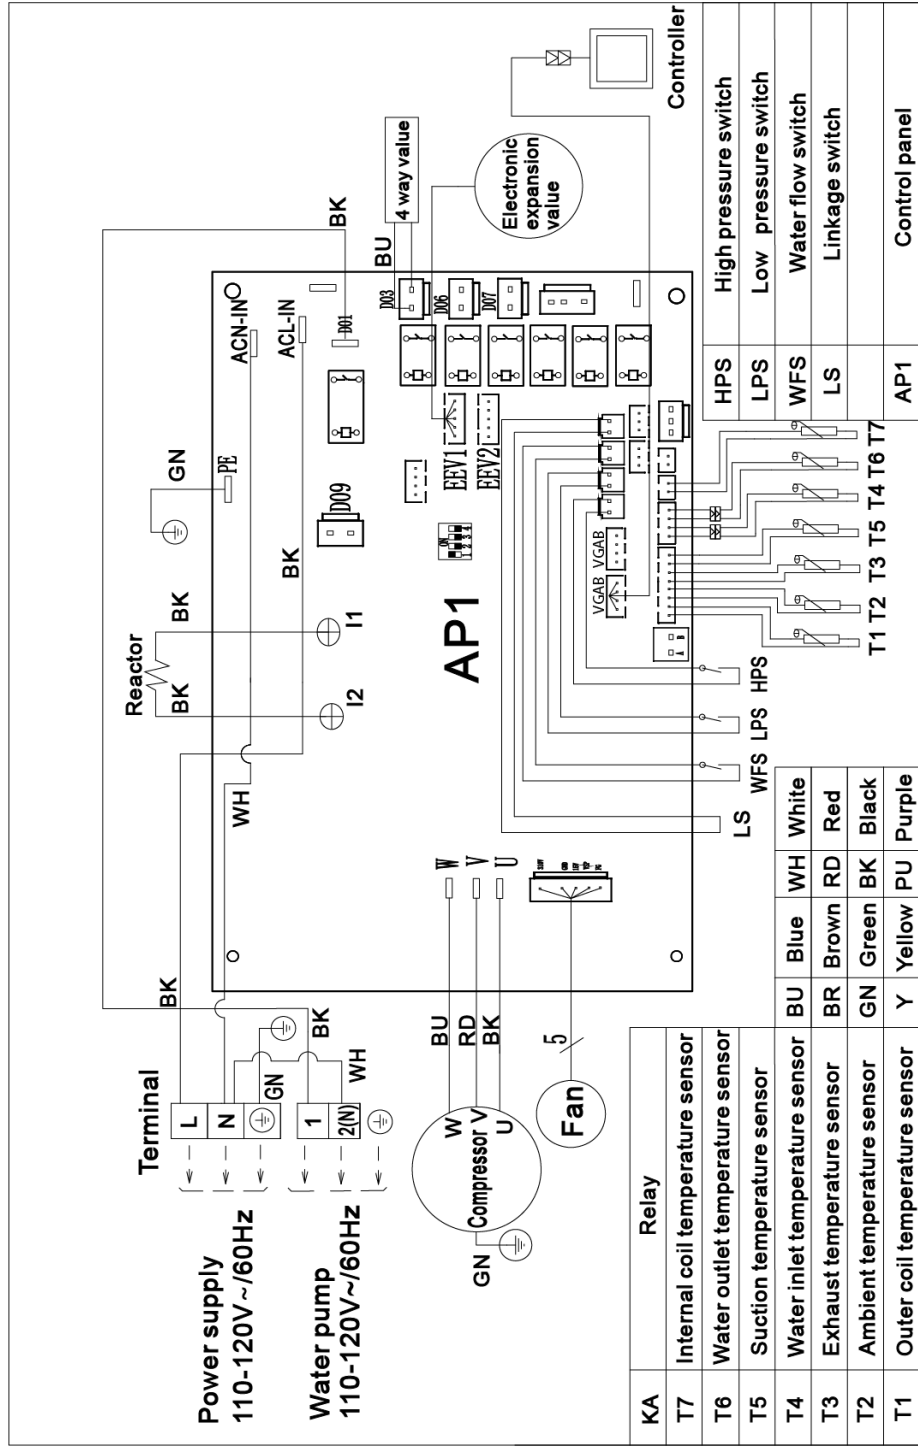 Terminal
Power supply
110-120V~/60Hz
L
N
GN
Water pump
110-120V~/60Hz
1
2(N)
BK
WH
BK
WH
Reactor
BK
BK
I2
I1
BK
GN
PE
ACN-IN
ACL-IN
BK
D01
D09
AP1
ON
1 2 3 4
EEV1
EEV2
D03
D06
D07
BU
4 way value
Electronic
expansion
value
Controller
VGAB
VGAB
A
B
W
V
U
BU
RD
BK
W
Compressor V
U
GN
Fan
5
LS
WFS
LPS
HPS
T1
T2
T3
T5
T4
T6
T7
KA Relay
T7 Internal coil temperature sensor
T6 Water outlet temperature sensor
T5 Suction temperature sensor
T4 Water inlet temperature sensor
T3 Exhaust temperature sensor
T2 Ambient temperature sensor
T1 Outer coil temperature sensor
BU Blue WH White
BR Brown RD Red
GN Green BK Black
Y Yellow PU Purple
HPS High pressure switch
LPS Low pressure switch
WFS Water flow switch
LS Linkage switch
AP1 Control panel